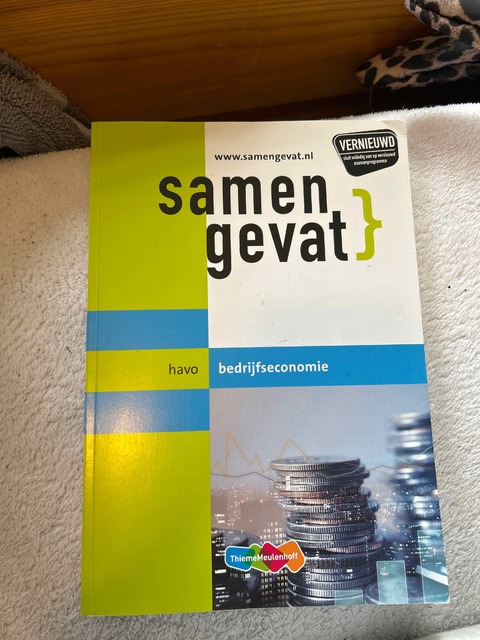 www.samengevat.nl
VERNIEUWD
sluit volledig aan op vernieuwd
examenprogramma
samen
gevat}
havo bedrijfseconomie
ThiemeMeulenhoff